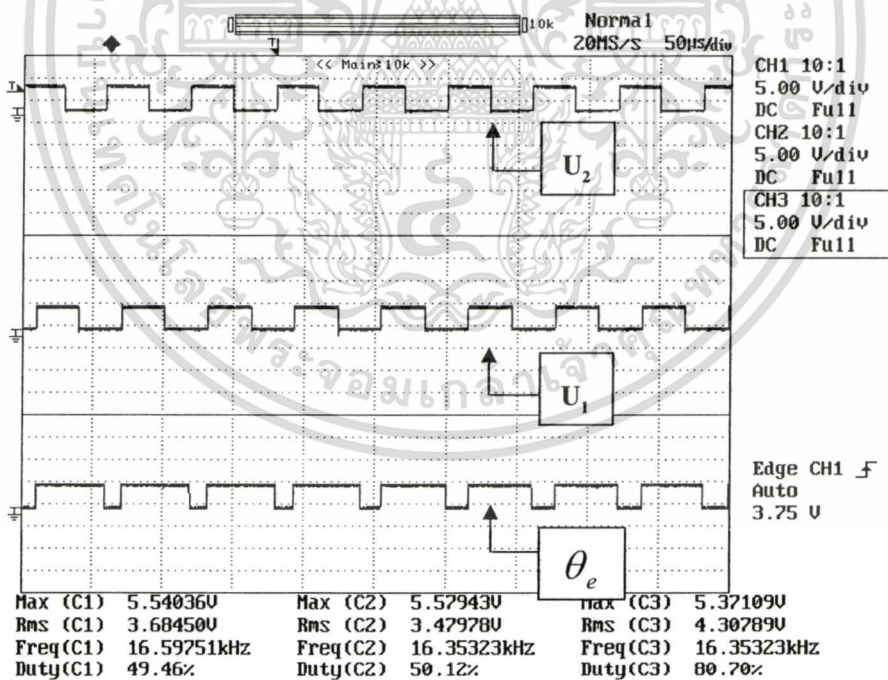 10k
Normal
20MS/s 50µs/div
<< Main:10k >>
CH1 10:1
5.00 V/div
DC Full
CH2 10:1
5.00 V/div
DC Full
CH3 10:1
5.00 V/div
DC Full
U2
U1
θe
Edge CH1
Auto
3.75 V
Max (C1) 5.54036V Max (C2) 5.57943V Max (C3) 5.37109V
Rms (C1) 3.68450V Rms (C2) 3.47978V Rms (C3) 4.30789V
Freq(C1) 16.59751kHz Freq(C2) 16.35323kHz Freq(C3) 16.35323kHz
Duty(C1) 49.46% Duty(C2) 50.12% Duty(C3) 80.70%